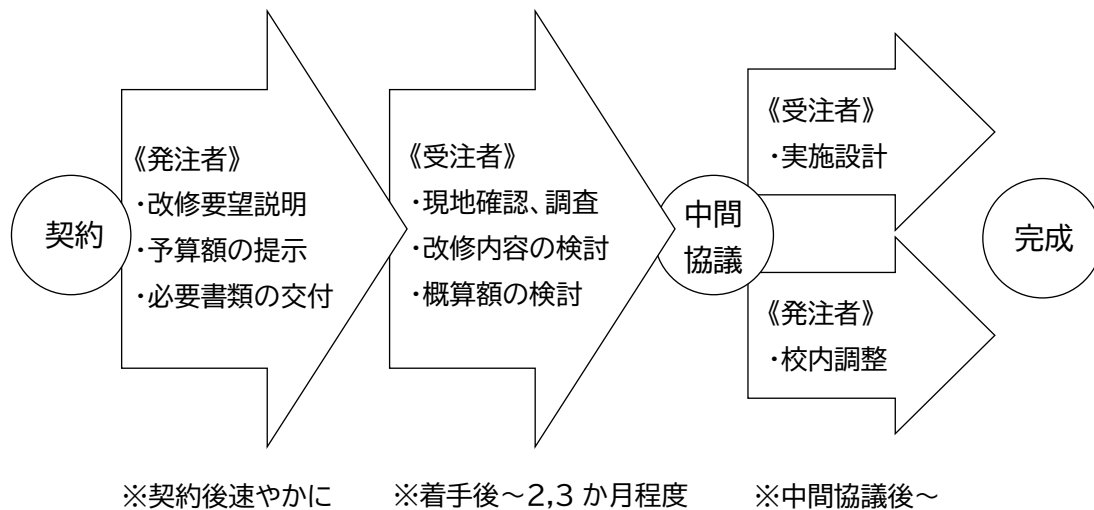 契約
《発注者》
・改修要望説明
・予算額の提示
・必要書類の交付
《受注者》
・現地確認、調査
・改修内容の検討
・概算額の検討
中間
協議
《受注者》
・実施設計
《発注者》
・校内調整
完成
※契約後速やかに
※着手後～2,3か月程度
※中間協議後～